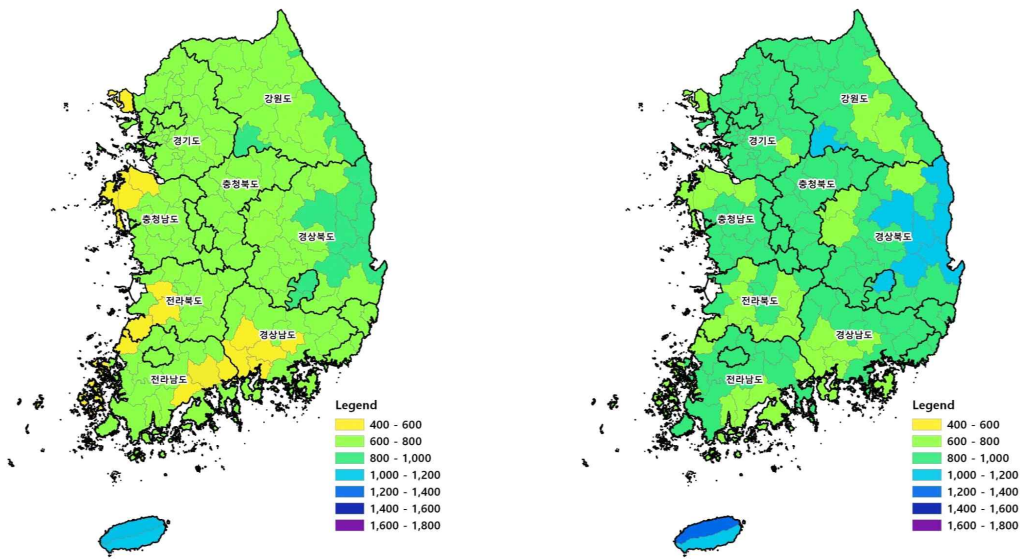 강원도
경기도
충청북도
충청남도
경상북도
전라북도
경상남도
전라남도
Legend
400 - 600
600 - 800
800 - 1,000
1,000 - 1,200
1,200 - 1,400
1,400 - 1,600
1,600 - 1,800
강원도
경기도
충청북도
충청남도
경상북도
전라북도
경상남도
전라남도
Legend
400 - 600
600 - 800
800 - 1,000
1,000 - 1,200
1,200 - 1,400
1,400 - 1,600
1,600 - 1,800